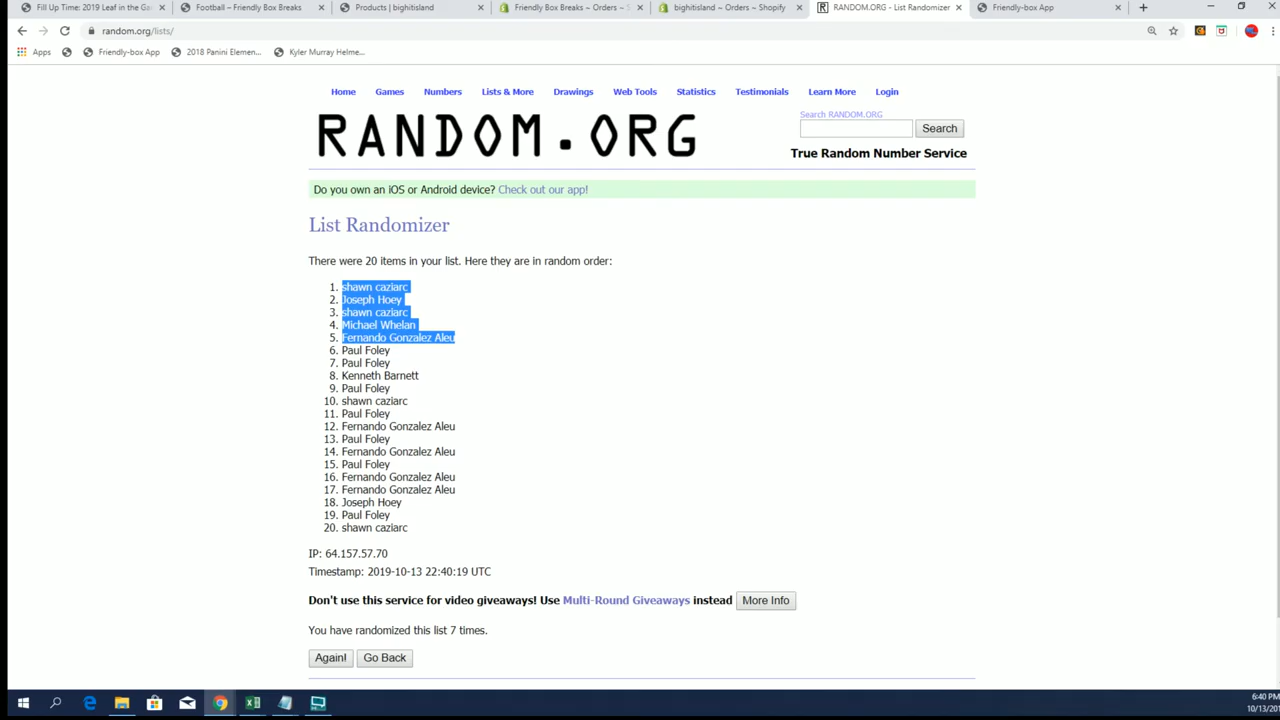 Fill Up Time: 2019 Leaf in the Ga
Football ~ Friendly Box Breaks
Products | bighitisland
Friendly Box Breaks ~ Orders ~ S
bighitisland ~ Orders ~ Shopify
RANDOM.ORG - List Randomizer
Friendly-box App
random.org/lists/
Apps
Friendly-box App
2018 Panini Elemen...
Kyler Murray Helme...
Home
Games
Numbers
Lists & More
Drawings
Web Tools
Statistics
Testimonials
Learn More
Login
RANDOM.ORG
Search RANDOM.ORG
Search
True Random Number Service
Do you own an iOS or Android device? Check out our app!
List Randomizer
There were 20 items in your list. Here they are in random order:
1. shawn caziarc
2. Joseph Hoey
3. shawn caziarc
4. Michael Whelan
5. Fernando Gonzalez Aleu
6. Paul Foley
7. Paul Foley
8. Kenneth Barnett
9. Paul Foley
10. shawn caziarc
11. Paul Foley
12. Fernando Gonzalez Aleu
13. Paul Foley
14. Fernando Gonzalez Aleu
15. Paul Foley
16. Fernando Gonzalez Aleu
17. Fernando Gonzalez Aleu
18. Joseph Hoey
19. Paul Foley
20. shawn caziarc
IP: 64.157.57.70
Timestamp: 2019-10-13 22:40:19 UTC
Don't use this service for video giveaways! Use Multi-Round Giveaways instead
More Info
You have randomized this list 7 times.
Again!
Go Back
6:40 PM
10/13/201